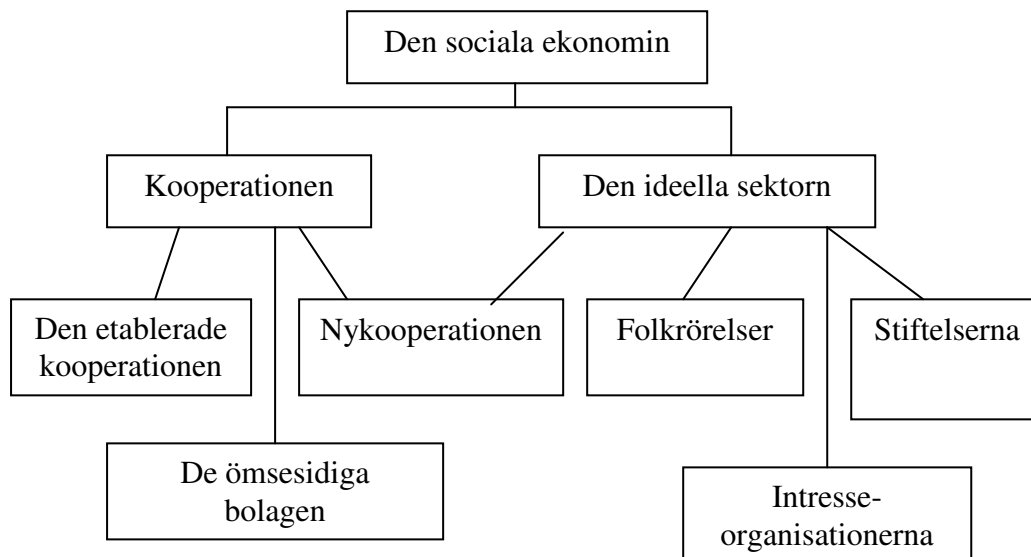 Den sociala ekonomin
Kooperationen
Den ideella sektorn
Den etablerade
kooperationen
Nykooperationen
Folkrörelser
Stiftelserna
De ömsesidiga
bolagen
Intresse-
organisationerna